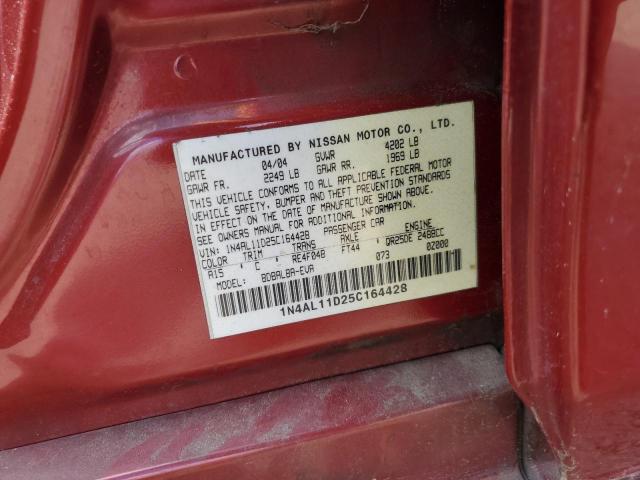 MANUFACTURED BY NISSAN MOTOR CO., LTD.
DATE 04/04 GVWR 4202 LB
GAWR FR. 2249 LB GAWR RR. 1969 LB
THIS VEHICLE CONFORMS TO ALL APPLICABLE FEDERAL MOTOR
VEHICLE SAFETY, BUMPER AND THEFT PREVENTION STANDARDS
IN EFFECT ON THE DATE OF MANUFACTURE SHOWN ABOVE.
SEE OWNERS MANUAL FOR ADDITIONAL INFORMATION.
VIN: 1N4AL11D25C164428 PASSENGER CAR
COLOR TRIM TRANS AXLE ENGINE
A15 C RE4F04B FT44 QR25DE 2488CC
MODEL: BDBALBA-EVA 073 02000
1N4AL11D25C164428